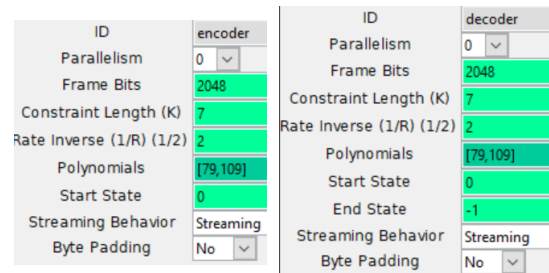 ID encoder
Parallelism 0
Frame Bits 2048
Constraint Length (K) 7
Rate Inverse (1/R) (1/2) 2
Polynomials [79,109]
Start State 0
Streaming Behavior Streaming
Byte Padding No
ID decoder
Parallelism 0
Frame Bits 2048
Constraint Length (K) 7
Rate Inverse (1/R) (1/2) 2
Polynomials [79,109]
Start State 0
End State -1
Streaming Behavior Streaming
Byte Padding No